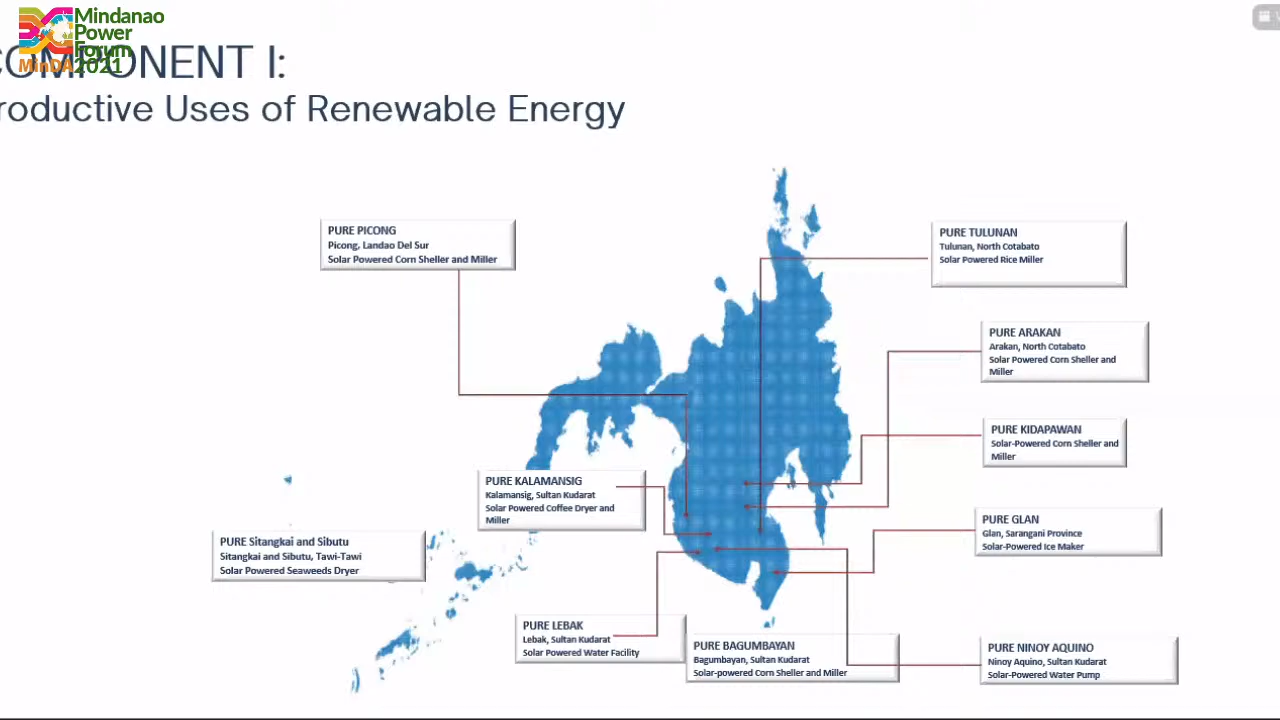 Mindanao
Power
Forum
2021
MinDA
COMPONENT I:
roductive Uses of Renewable Energy
PURE PICONG
Picong, Landao Del Sur
Solar Powered Corn Sheller and Miller
PURE TULUNAN
Tulunan, North Cotabato
Solar Powered Rice Miller
PURE ARAKAN
Arakan, North Cotabato
Solar Powered Corn Sheller and
Miller
PURE KIDAPAWAN
Solar-Powered Corn Sheller and
Miller
PURE KALAMANSIG
Kalamansig, Sultan Kudarat
Solar Powered Coffee Dryer and
Miller
PURE GLAN
Glan, Sarangani Province
Solar-Powered Ice Maker
PURE Sitangkai and Sibutu
Sitangkai and Sibutu, Tawi-Tawi
Solar Powered Seaweeds Dryer
PURE LEBAK
Lebak, Sultan Kudarat
Solar Powered Water Facility
PURE BAGUMBAYAN
Bagumbayan, Sultan Kudarat
Solar-powered Corn Sheller and Miller
PURE NINOY AQUINO
Ninoy Aquino, Sultan Kudarat
Solar-Powered Water Pump